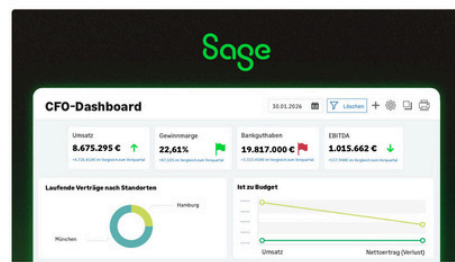 Sage
CFO-Dashboard
30.01.2026
Löschen
Umsatz
8.675.295 €
Gewinnmarge
22,61%
Bankguthaben
19.817.000 €
EBITDA
1.015.662 €
Laufende Verträge nach Standorten
Hamburg
München
Ist zu Budget
Umsatz
Nettoertrag (Verlust)